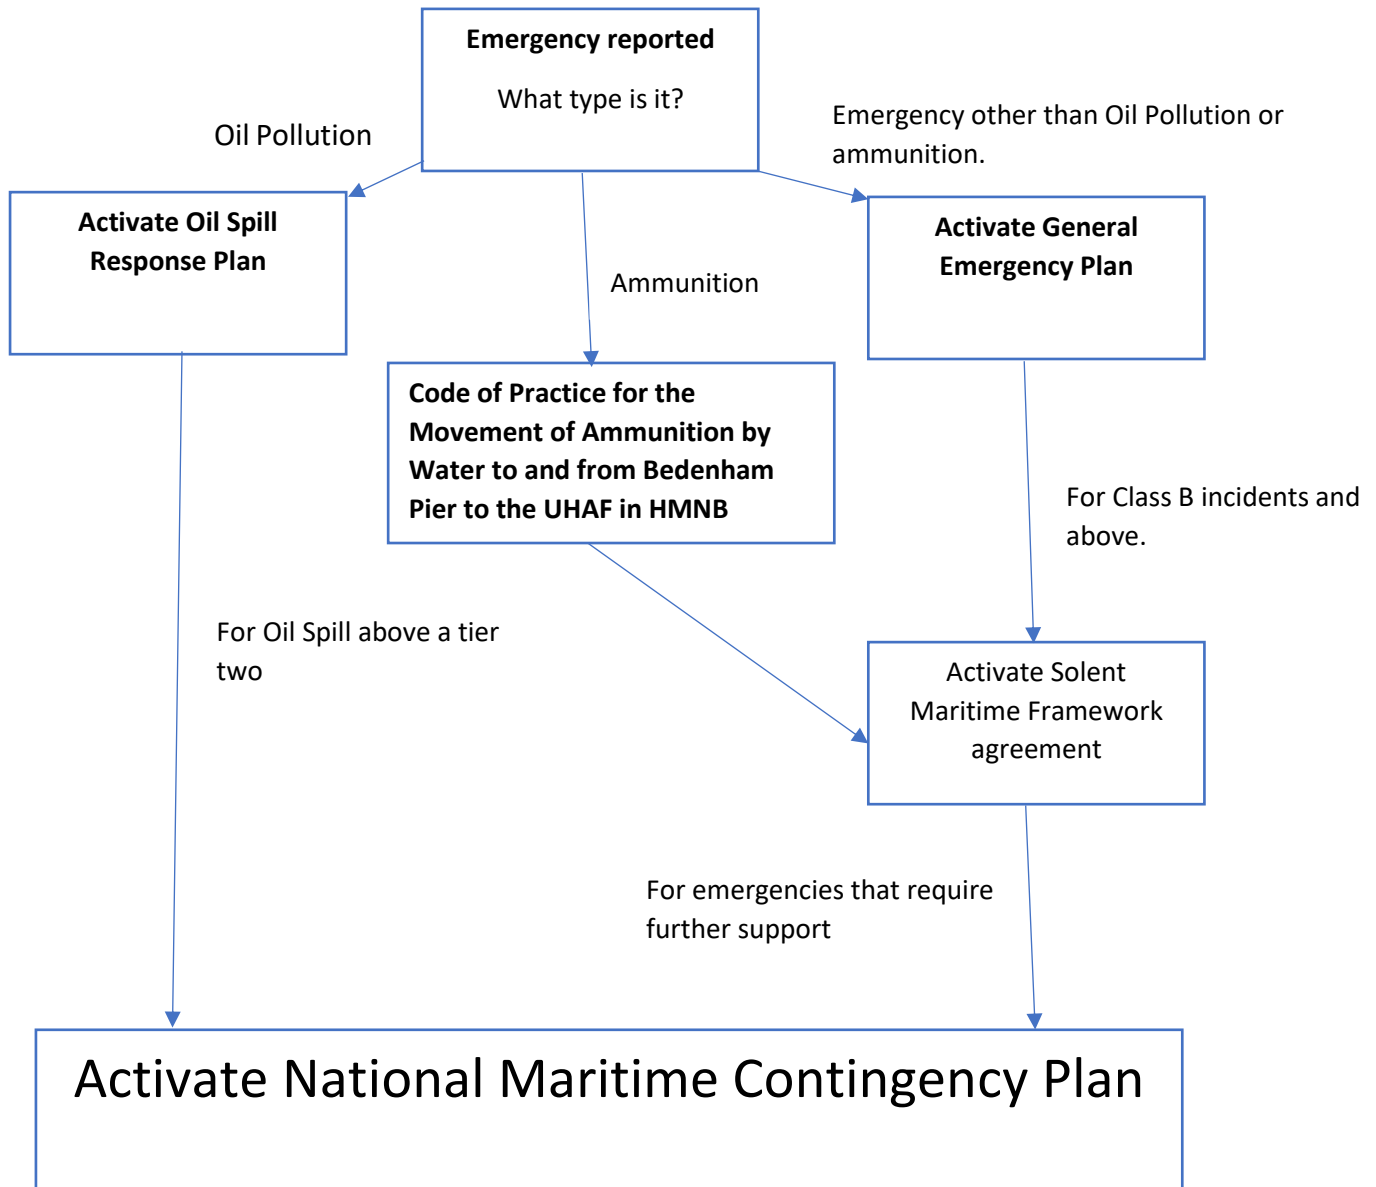 Emergency reported
What type is it?
Oil Pollution
Emergency other than Oil Pollution or
ammunition.
Activate Oil Spill
Response Plan
Activate General
Emergency Plan
Ammunition
Code of Practice for the
Movement of Ammunition by
Water to and from Bedenham
Pier to the UHAF in HMNB
For Class B incidents and
above.
For Oil Spill above a tier
two
Activate Solent
Maritime Framework
agreement
For emergencies that require
further support
Activate National Maritime Contingency Plan